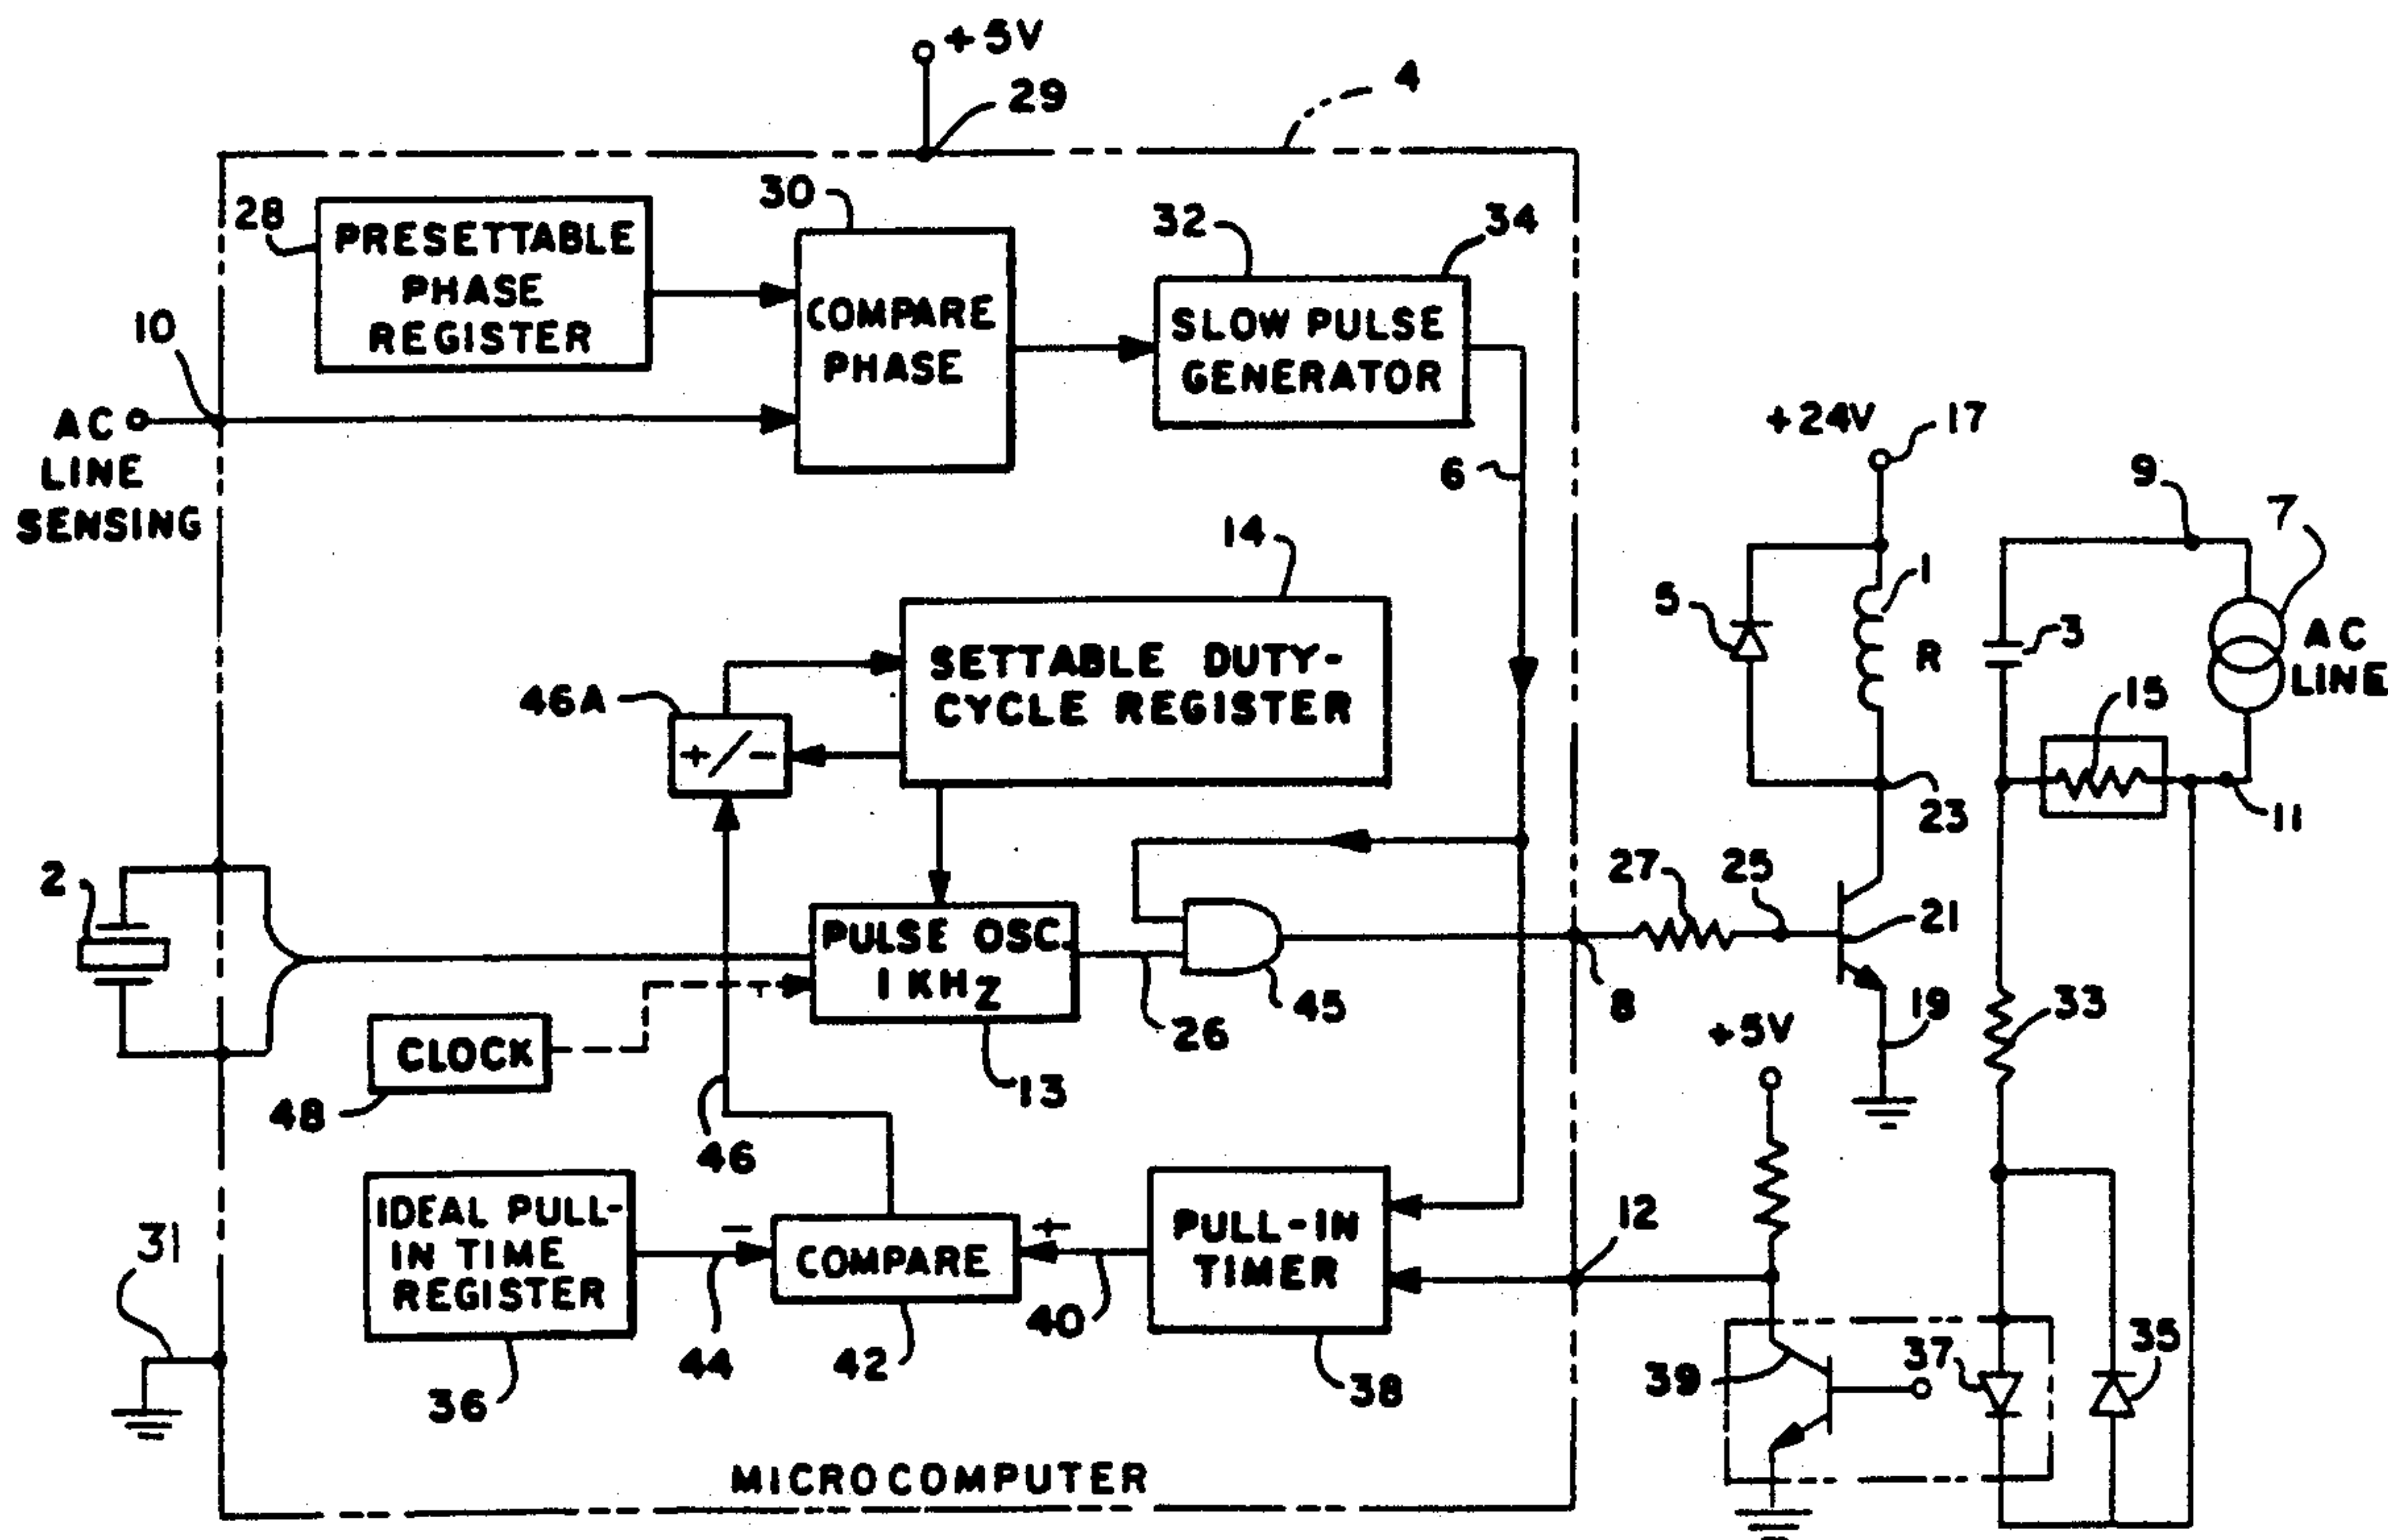 +5V
29
4
28
PRESETTABLE
PHASE
REGISTER
30
COMPARE
PHASE
32
34
SLOW PULSE
GENERATOR
10
AC
LINE
SENSING
6
+24V
17
9
7
AC
LINE
14
SETTABLE DUTY-
CYCLE REGISTER
46A
+/-
5
1
R
3
15
23
11
2
PULSE OSC.
1 KHZ
13
26
45
27
25
21
8
19
33
CLOCK
48
46
+5V
31
IDEAL PULL-
IN TIME
REGISTER
36
-
44
COMPARE
42
+
40
PULL-IN
TIMER
38
12
39
37
35
MICROCOMPUTER